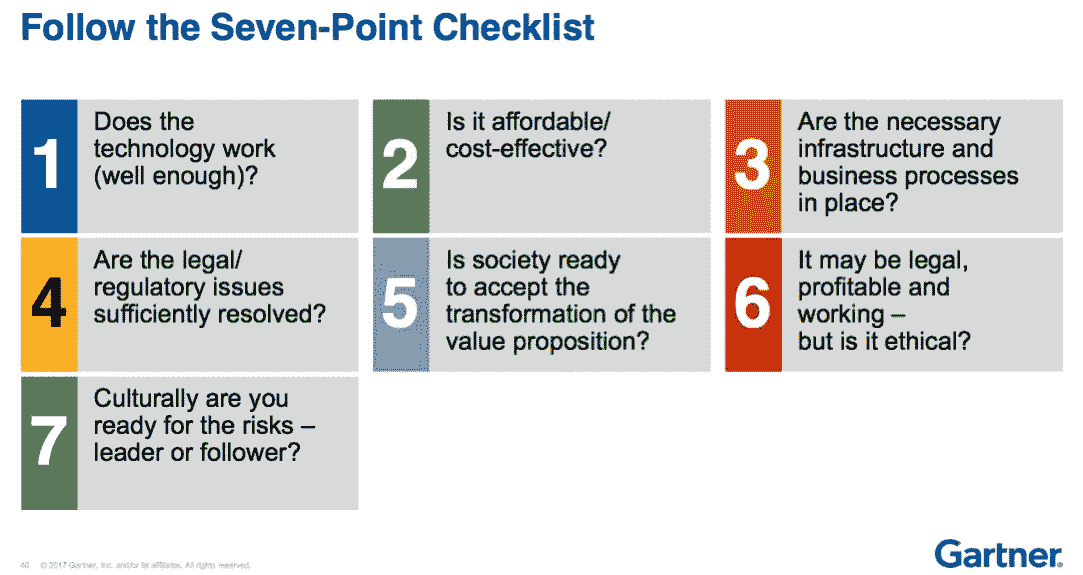 Follow the Seven-Point Checklist
1
Does the
technology work
(well enough)?
2
Is it affordable/
cost-effective?
3
Are the necessary
infrastructure and
business processes
in place?
4
Are the legal/
regulatory issues
sufficiently resolved?
5
Is society ready
to accept the
transformation of the
value proposition?
6
It may be legal,
profitable and
working –
but is it ethical?
7
Culturally are you
ready for the risks –
leader or follower?
40 © 2017 Gartner, Inc. and/or its affiliates. All rights reserved.
Gartner®